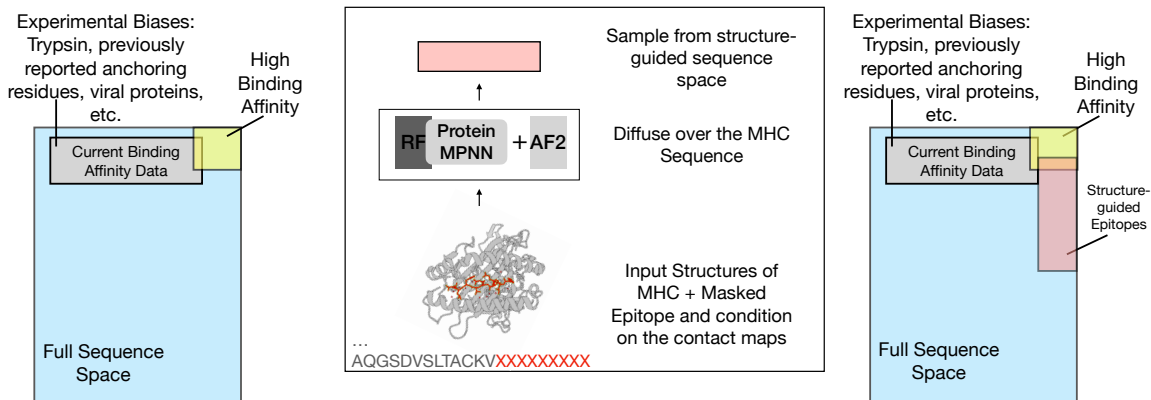 Experimental Biases:
Trypsin, previously
reported anchoring
residues, viral proteins,
etc.
High
Binding
Affinity
Current Binding
Affinity Data
Full Sequence
Space
Sample from structure-
guided sequence
space
RF
Protein
MPNN
+
AF2
Diffuse over the MHC
Sequence
Input Structures of
MHC + Masked
Epitope and condition
on the contact maps
...
AQGSDVSLTACKVXXXXXXXXX
Experimental Biases:
Trypsin, previously
reported anchoring
residues, viral proteins,
etc.
High
Binding
Affinity
Current Binding
Affinity Data
Structure-
guided
Epitopes
Full Sequence
Space